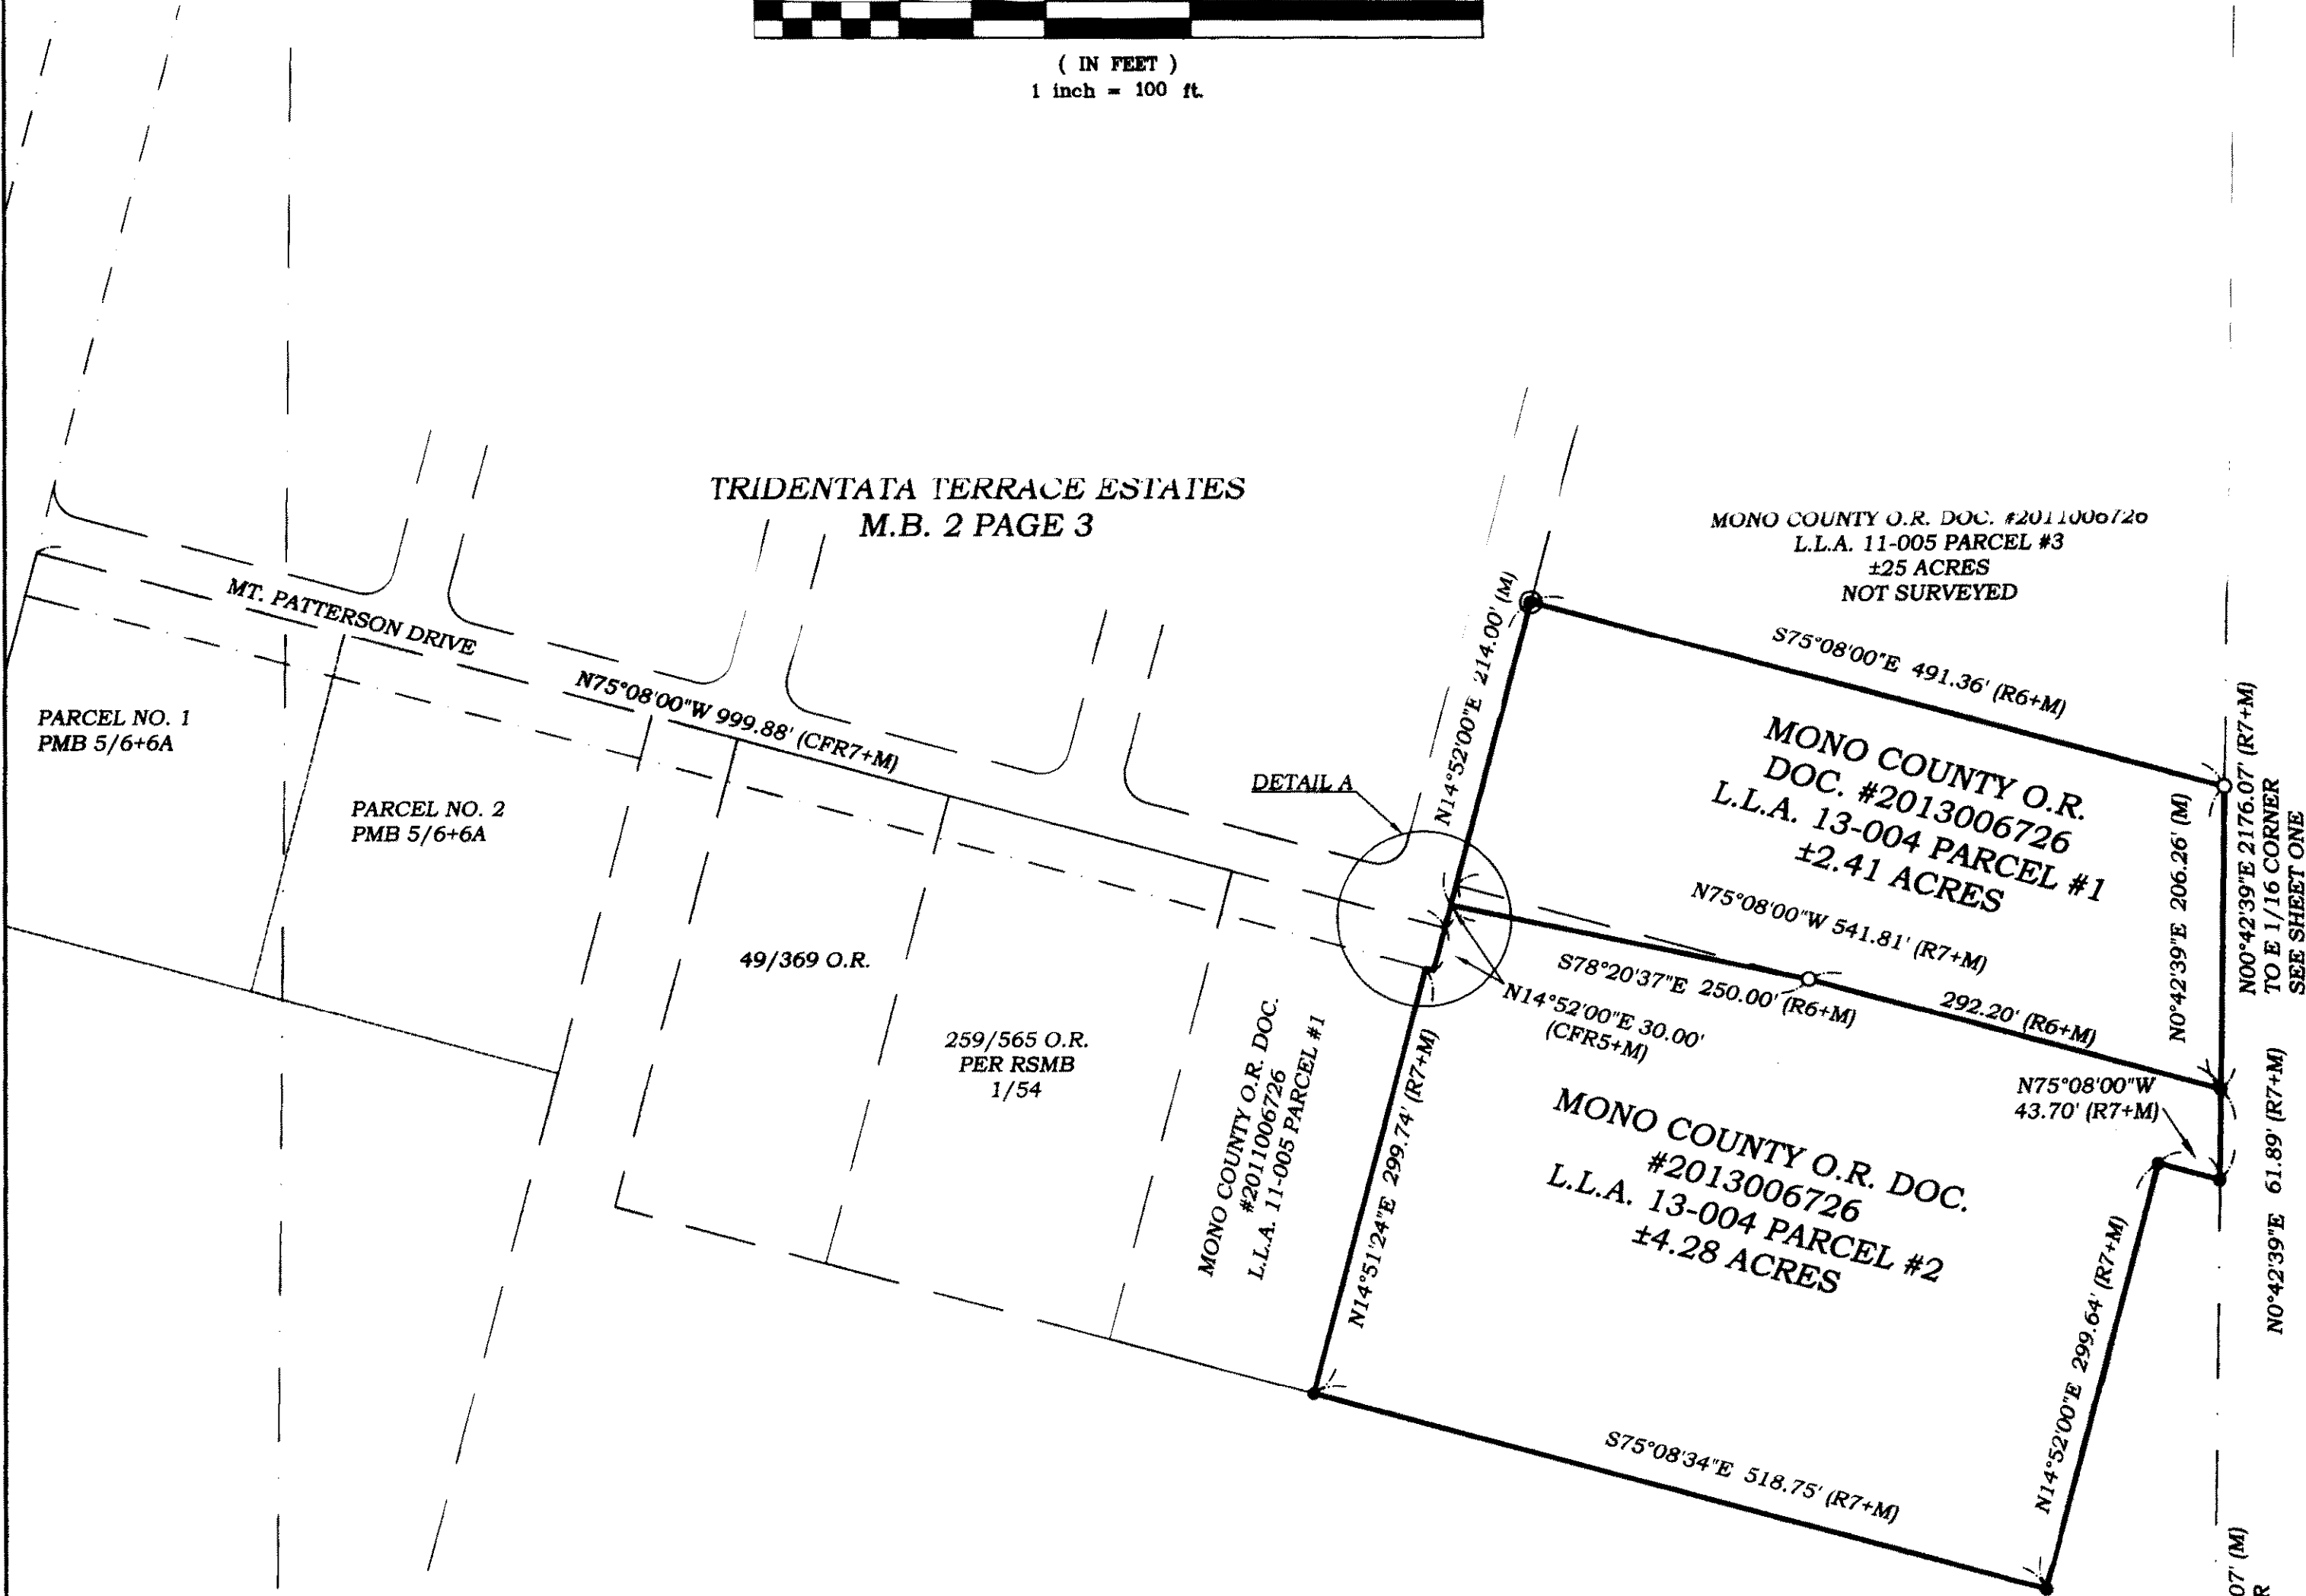 ( IN FEET )
1 inch = 100 ft.
TRIDENTATA TERRACE ESTATES
M.B. 2 PAGE 3
MONO COUNTY O.R. DOC. #2011006726
L.L.A. 11-005 PARCEL #3
±25 ACRES
NOT SURVEYED
MT. PATTERSON DRIVE
N75°08'00"W 999.88' (CFR7+M)
PARCEL NO. 1
PMB 5/6+6A
PARCEL NO. 2
PMB 5/6+6A
49/369 O.R.
259/565 O.R.
PER RSMB
1/54
MONO COUNTY O.R. DOC.
#2011006726
L.L.A. 11-005 PARCEL #1
DETAIL A
N14°52'00"E 214.00' (M)
S75°08'00"E 491.36' (R6+M)
MONO COUNTY O.R.
DOC. #2013006726
L.L.A. 13-004 PARCEL #1
±2.41 ACRES
N75°08'00"W 541.81' (R7+M)
S78°20'37"E 250.00' (R6+M)
292.20' (R6+M)
N14°52'00"E 30.00'
(CFR5+M)
N0°42'39"E 206.26' (M)
N00°42'39"E 2176.07' (R7+M)
TO E 1/16 CORNER
SEE SHEET ONE
N75°08'00"W
43.70' (R7+M)
N0°42'39"E 61.89' (R7+M)
N14°51'24"E 299.74' (R7+M)
MONO COUNTY O.R. DOC.
#2013006726
L.L.A. 13-004 PARCEL #2
±4.28 ACRES
N14°52'00"E 299.64' (R7+M)
S75°08'34"E 518.75' (R7+M)
07' (M)
R